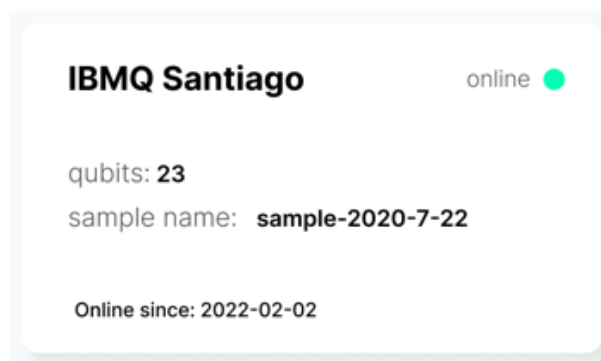 IBMQ Santiago
online
qubits: 23
sample name: sample-2020-7-22
Online since: 2022-02-02